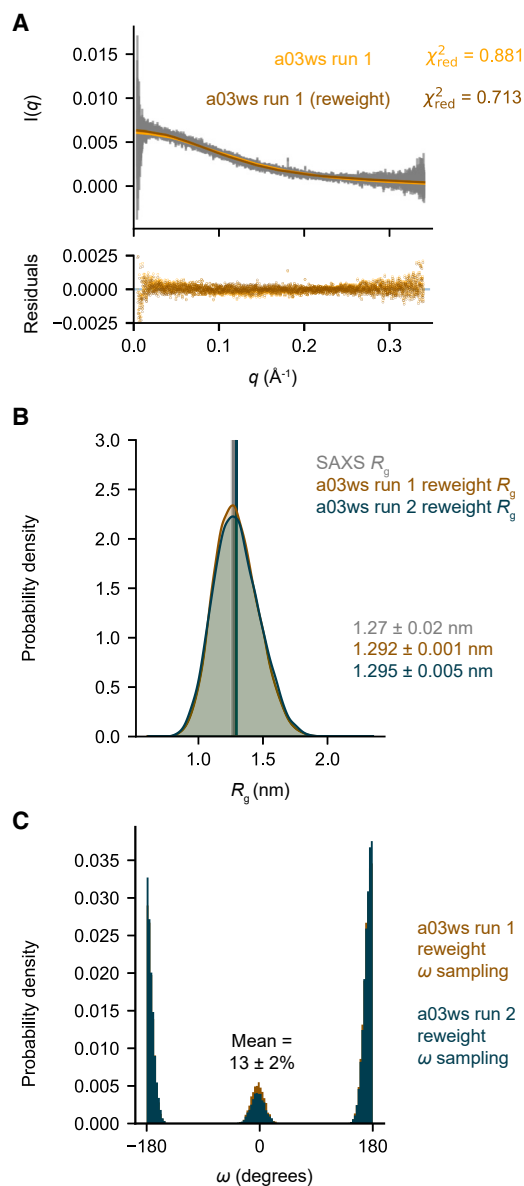 A
a03ws run 1 χ²red = 0.881
a03ws run 1 (reweight) χ²red = 0.713
I(q)
0.015
0.010
0.005
0.000
Residuals
0.0025
0.0000
−0.0025
0.0 0.1 0.2 0.3
q (Å⁻¹)
B
Probability density
3.0
2.5
2.0
1.5
1.0
0.5
0.0
SAXS Rg
a03ws run 1 reweight Rg
a03ws run 2 reweight Rg
1.27 ± 0.02 nm
1.292 ± 0.001 nm
1.295 ± 0.005 nm
1.0 1.5 2.0
Rg (nm)
C
Probability density
0.035
0.030
0.025
0.020
0.015
0.010
0.005
0.000
Mean =
13 ± 2%
a03ws run 1
reweight
ω sampling
a03ws run 2
reweight
ω sampling
−180 0 180
ω (degrees)